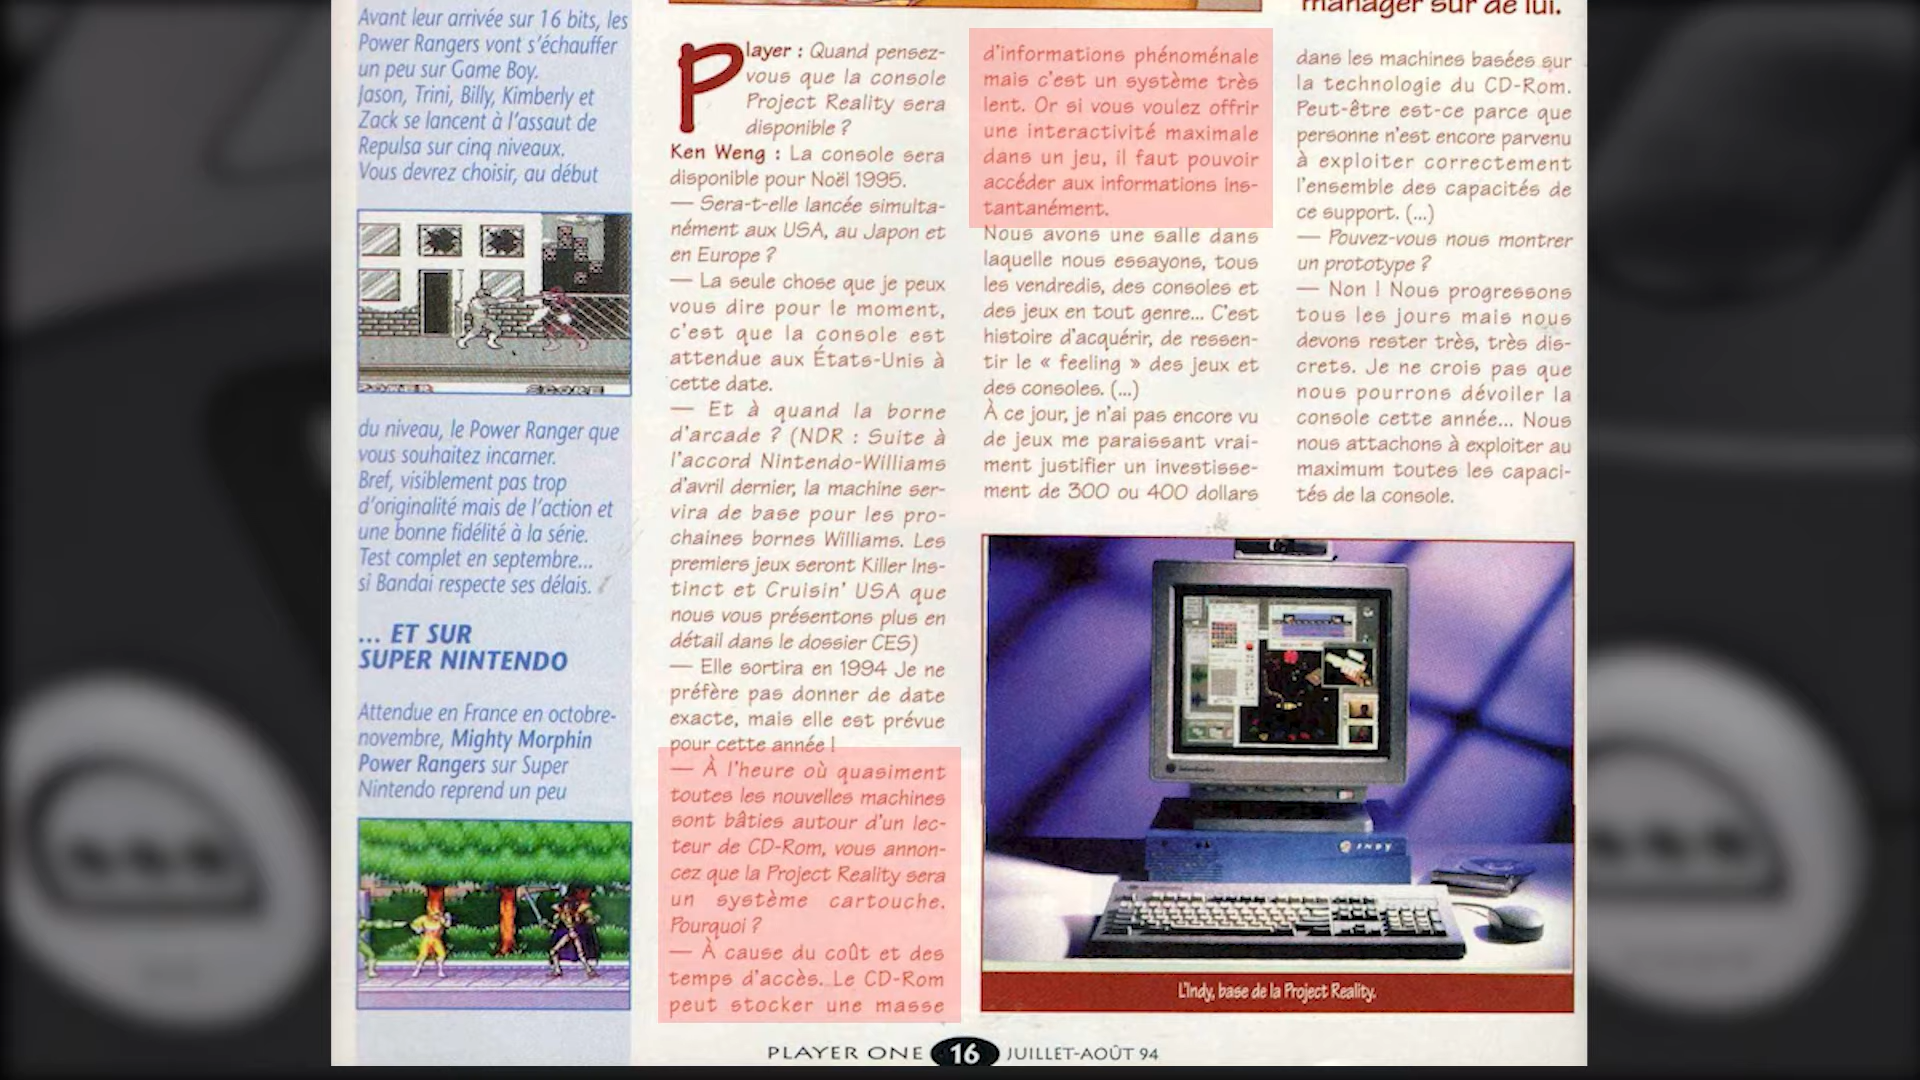 Avant leur arrivée sur 16 bits, les
Power Rangers vont s'échauffer
un peu sur Game Boy.
Jason, Trini, Billy, Kimberly et
Zack se lancent à l'assaut de
Repulsa sur cinq niveaux.
Vous devrez choisir, au début
du niveau, le Power Ranger que
vous souhaitez incarner.
Bref, visiblement pas trop
d'originalité mais de l'action et
une bonne fidélité à la série.
Test complet en septembre...
si Bandai respecte ses délais.
... ET SUR
SUPER NINTENDO
Attendue en France en octobre-
novembre, Mighty Morphin
Power Rangers sur Super
Nintendo reprend un peu
Player : Quand pensez-
vous que la console
Project Reality sera
disponible ?
Ken Weng : La console sera
disponible pour Noël 1995.
— Sera-t-elle lancée simulta-
nément aux USA, au Japon et
en Europe ?
— La seule chose que je peux
vous dire pour le moment,
c'est que la console est
attendue aux États-Unis à
cette date.
— Et à quand la borne
d'arcade ? (NDR : Suite à
l'accord Nintendo-Williams
d'avril dernier, la machine ser-
vira de base pour les pro-
chaines bornes Williams. Les
premiers jeux seront Killer Ins-
tinct et Cruisin' USA que
nous vous présentons plus en
détail dans le dossier CES)
— Elle sortira en 1994 Je ne
préfère pas donner de date
exacte, mais elle est prévue
pour cette année !
— À l'heure où quasiment
toutes les nouvelles machines
sont bâties autour d'un lec-
teur de CD-Rom, vous annon-
cez que la Project Reality sera
un système cartouche.
Pourquoi ?
— À cause du coût et des
temps d'accès. Le CD-Rom
peut stocker une masse
d'informations phénoménale
mais c'est un système très
lent. Or si vous voulez offrir
une interactivité maximale
dans un jeu, il faut pouvoir
accéder aux informations ins-
tantanément.
Nous avons une salle dans
laquelle nous essayons, tous
les vendredis, des consoles et
des jeux en tout genre... C'est
histoire d'acquérir, de ressen-
tir le « feeling » des jeux et
des consoles. (...)
À ce jour, je n'ai pas encore vu
de jeux me paraissant vrai-
ment justifier un investisse-
ment de 300 ou 400 dollars
manager sur de lui.
dans les machines basées sur
la technologie du CD-Rom.
Peut-être est-ce parce que
personne n'est encore parvenu
à exploiter correctement
l'ensemble des capacités de
ce support. (...)
— Pouvez-vous nous montrer
un prototype ?
— Non ! Nous progressons
tous les jours mais nous
devons rester très, très dis-
crets. Je ne crois pas que
nous pourrons dévoiler la
console cette année... Nous
nous attachons à exploiter au
maximum toutes les capaci-
tés de la console.
INDY
L'Indy, base de la Project Reality.
PLAYER ONE 16 JUILLET-AOÛT 94